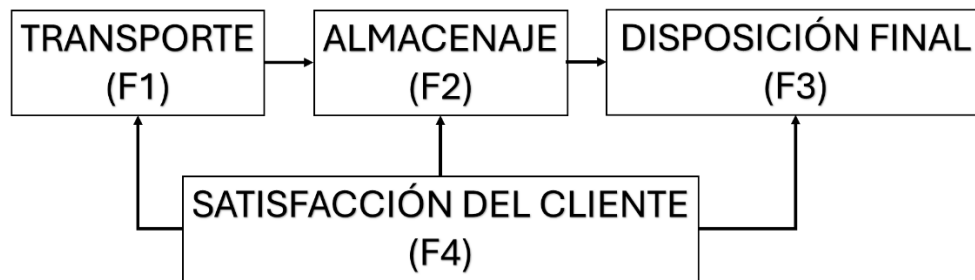 TRANSPORTE
(F1)
ALMACENAJE
(F2)
DISPOSICIÓN FINAL
(F3)
SATISFACCIÓN DEL CLIENTE
(F4)